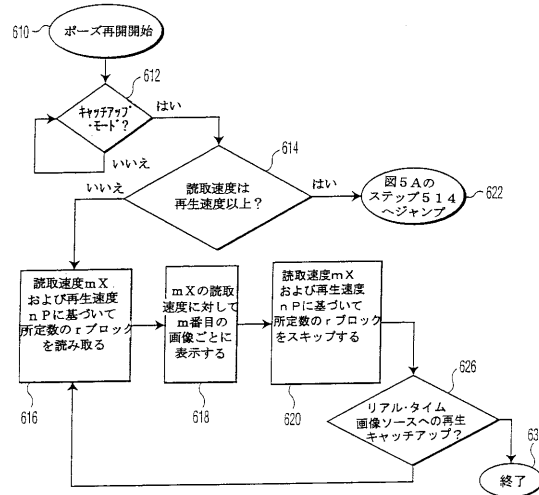 610
ポーズ再開開始
612
キャッチアップ
・モード?
はい
いいえ
614
いいえ
読取速度は
再生速度以上?
はい
図5Aの
ステップ514
へジャンプ
622
読取速度mX
および再生速度
nPに基づいて
所定数のrブロック
を読み取る
616
mXの読取
速度に対して
m番目の
画像ごとに
表示する
618
読取速度mX
および再生速度
nPに基づいて
所定数のrブロック
をスキップする
620
626
リアル・タイム
画像ソースへの再生
キャッチアップ?
終了